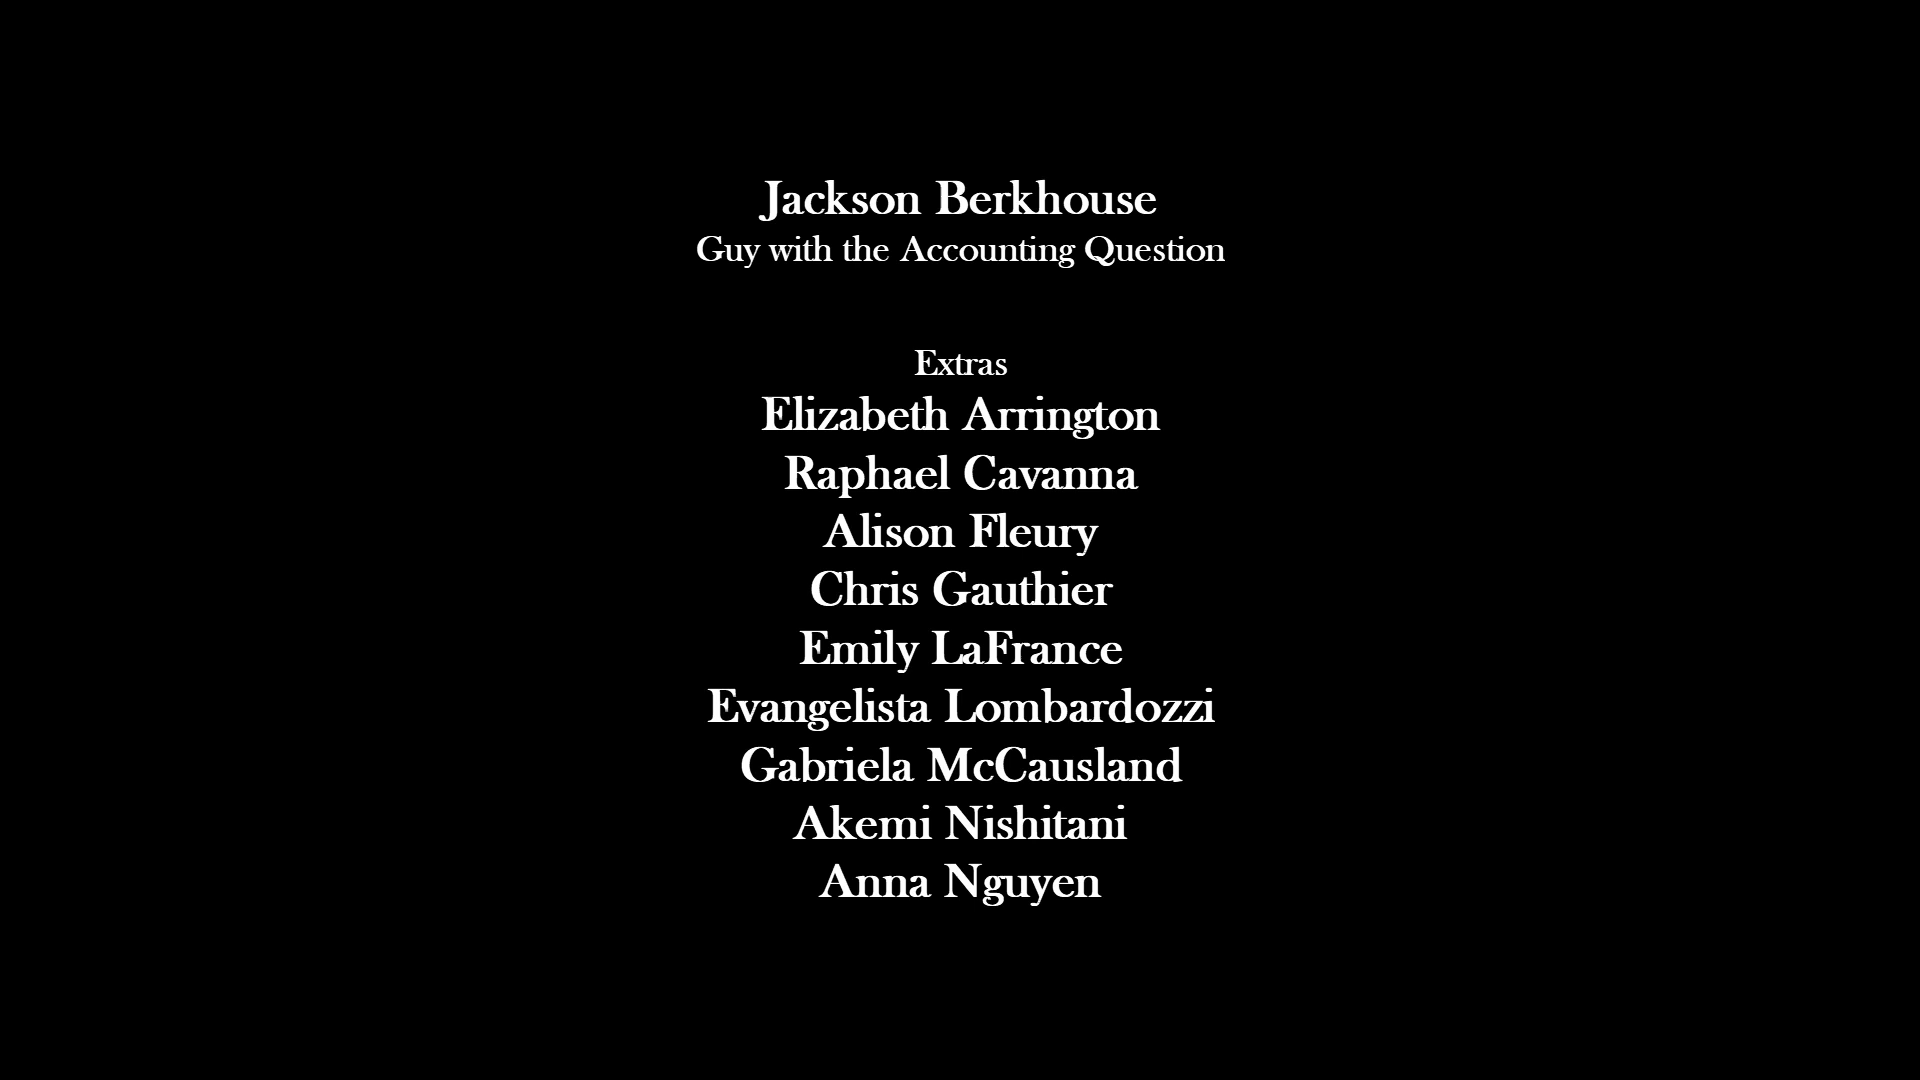 Jackson Berkhouse
Guy with the Accounting Question
Extras
Elizabeth Arrington
Raphael Cavanna
Alison Fleury
Chris Gauthier
Emily LaFrance
Evangelista Lombardozzi
Gabriela McCausland
Akemi Nishitani
Anna Nguyen